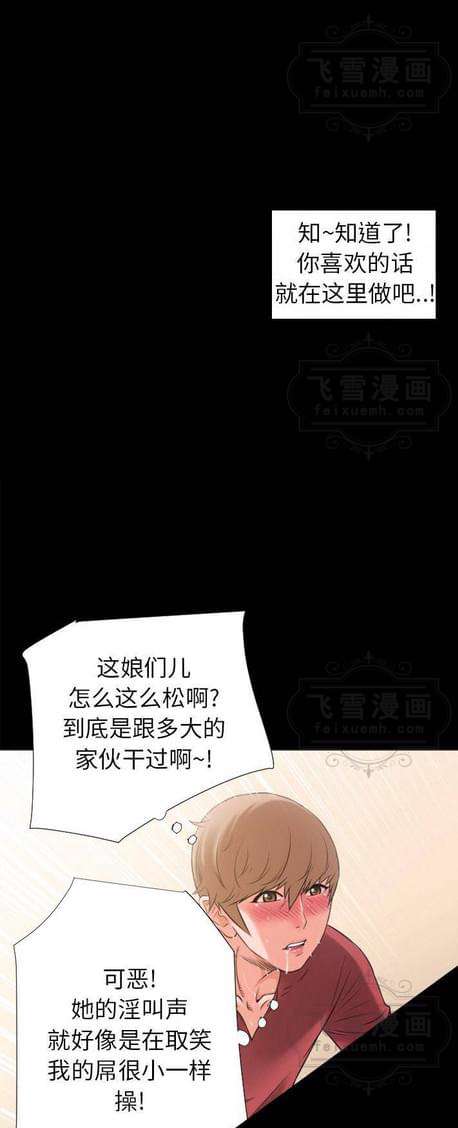 飞雪漫画
feixuemh.com
知~知道了!
你喜欢的话
就在这里做吧..!
飞雪漫画
feixuemh.com
这娘们儿
怎么这么松啊?
到底是跟多大的
家伙干过啊~!
飞雪漫画
feixuemh.com
可恶!
她的淫叫声
就好像是在取笑
我的屌很小一样
操!
飞雪漫画
feixuemh.com